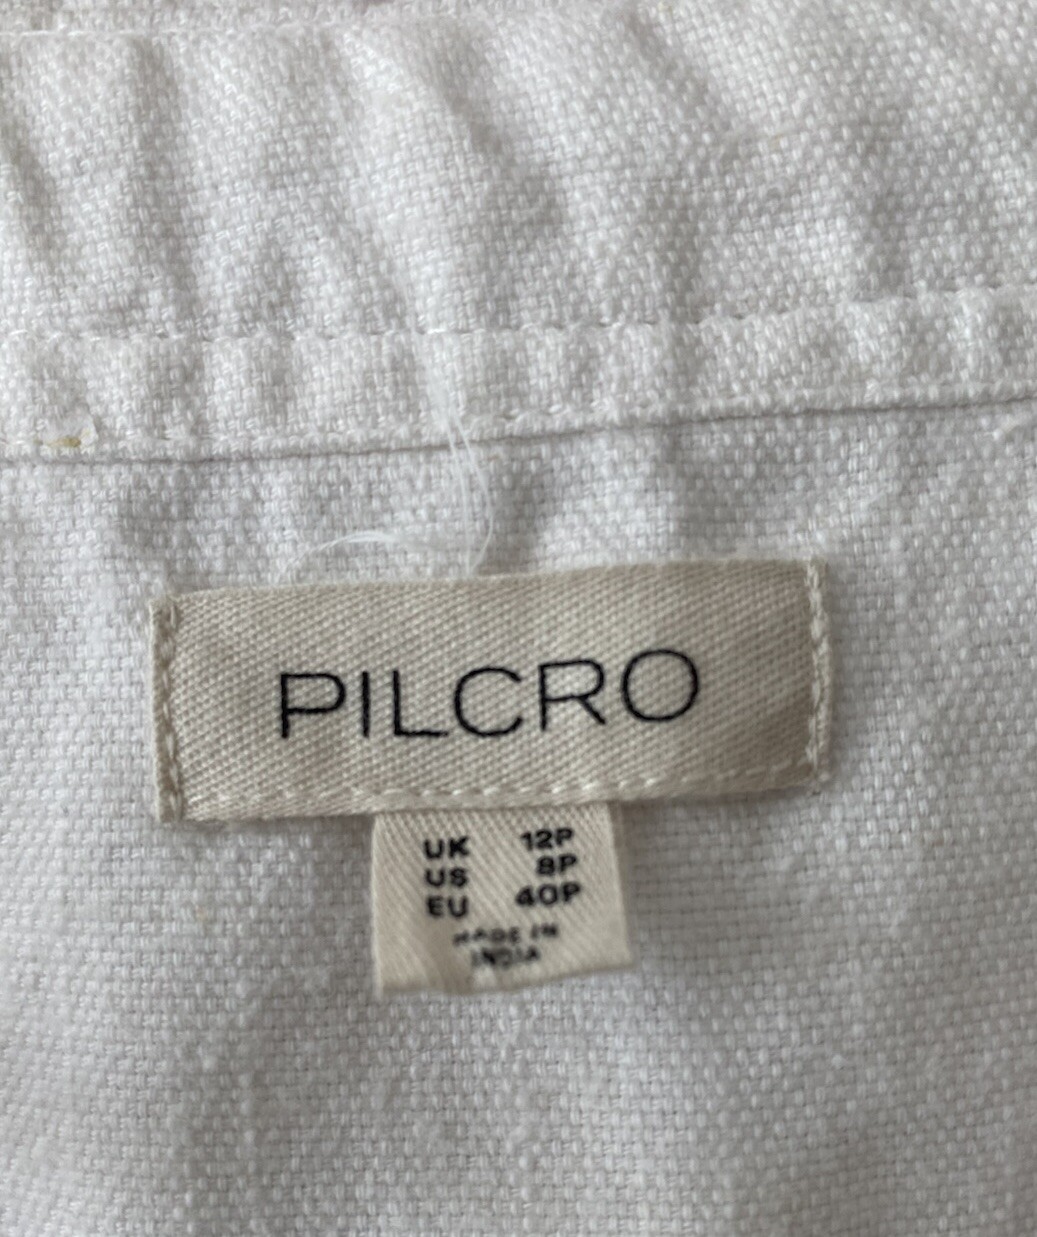 PILCRO
UK 12P
US 8P
EU 40P
MADE IN
INDIA